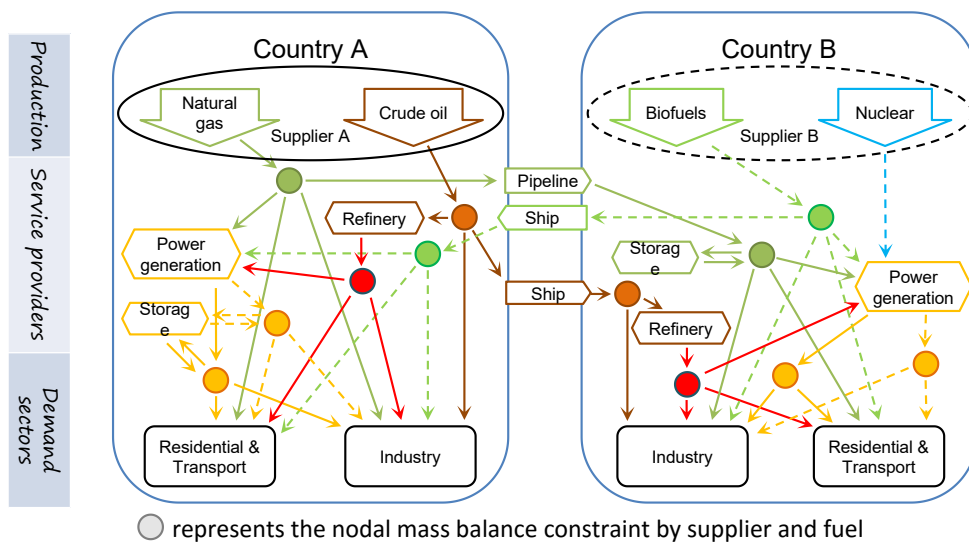 Country A
Country B
Production
Natural
gas
Crude oil
Supplier A
Biofuels
Nuclear
Supplier B
Service providers
Pipeline
Ship
Refinery
Power
generation
Storag
e
Ship
Storag
e
Refinery
Power
generation
Demand
sectors
Residential &
Transport
Industry
Industry
Residential &
Transport
represents the nodal mass balance constraint by supplier and fuel